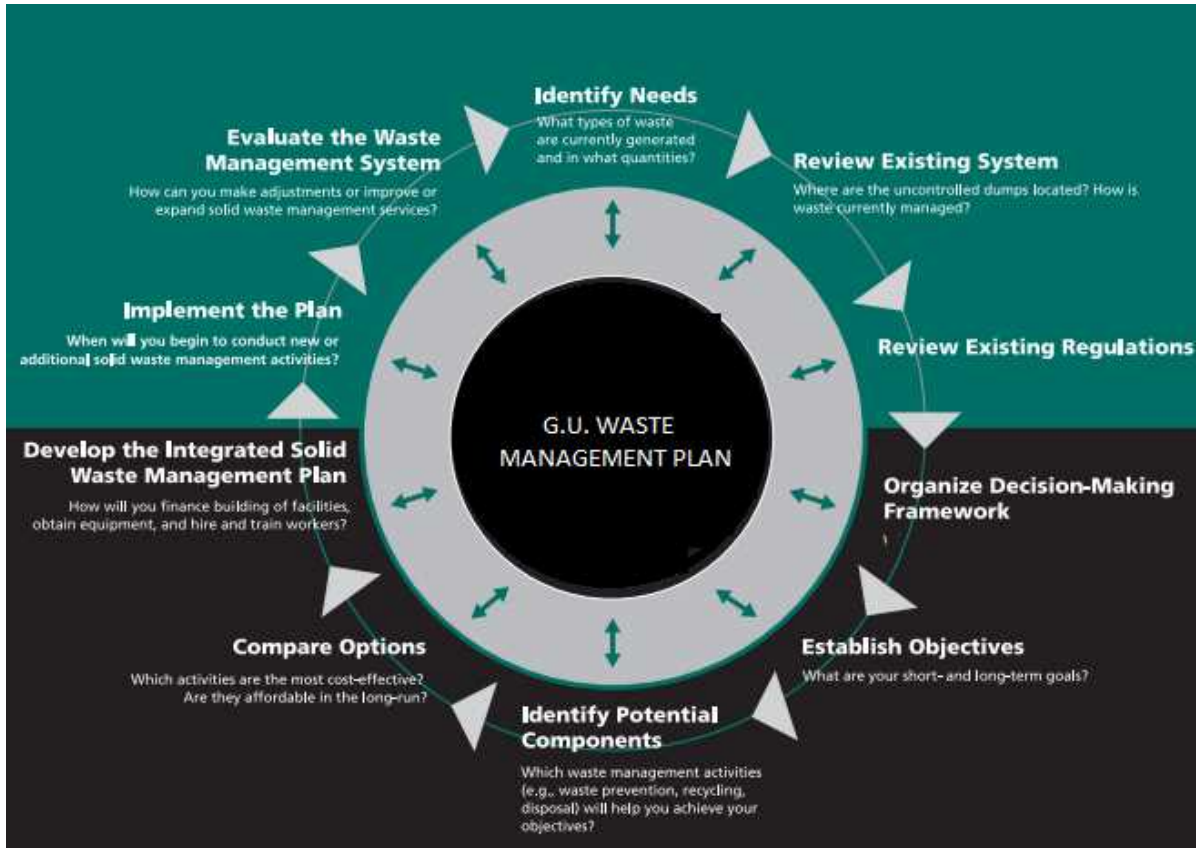 Identify Needs
What types of waste
are currently generated
and in what quantities?
Review Existing System
Where are the uncontrolled dumps located? How is
waste currently managed?
Review Existing Regulations
Organize Decision-Making
Framework
Establish Objectives
What are your short- and long-term goals?
Identify Potential
Components
Which waste management activities
(e.g., waste prevention, recycling,
disposal) will help you achieve your
objectives?
Compare Options
Which activities are the most cost-effective?
Are they affordable in the long-run?
Develop the Integrated Solid
Waste Management Plan
How will you finance building of facilities,
obtain equipment, and hire and train workers?
Implement the Plan
When will you begin to conduct new or
additional solid waste management activities?
Evaluate the Waste
Management System
How can you make adjustments or improve or
expand solid waste management services?
G.U. WASTE
MANAGEMENT PLAN